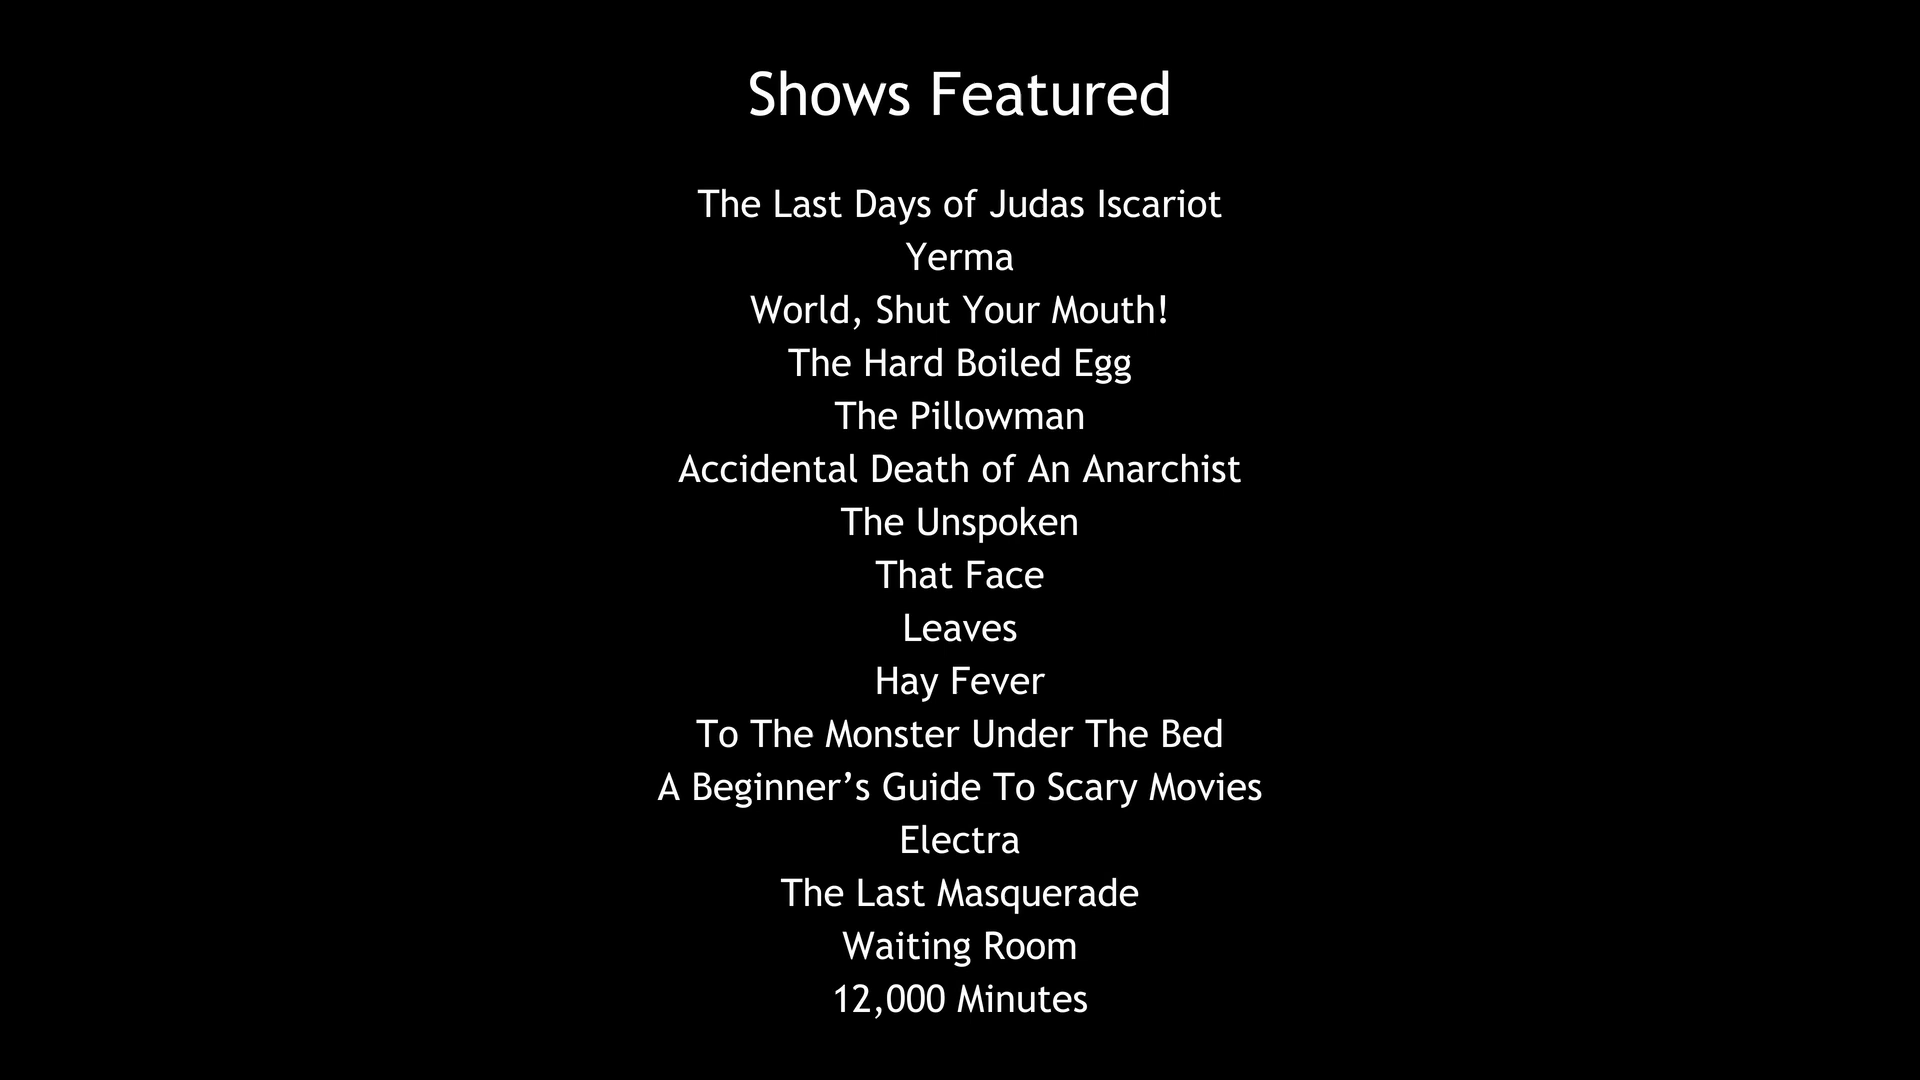 Shows Featured
The Last Days of Judas Iscariot
Yerma
World, Shut Your Mouth!
The Hard Boiled Egg
The Pillowman
Accidental Death of An Anarchist
The Unspoken
That Face
Leaves
Hay Fever
To The Monster Under The Bed
A Beginner’s Guide To Scary Movies
Electra
The Last Masquerade
Waiting Room
12,000 Minutes